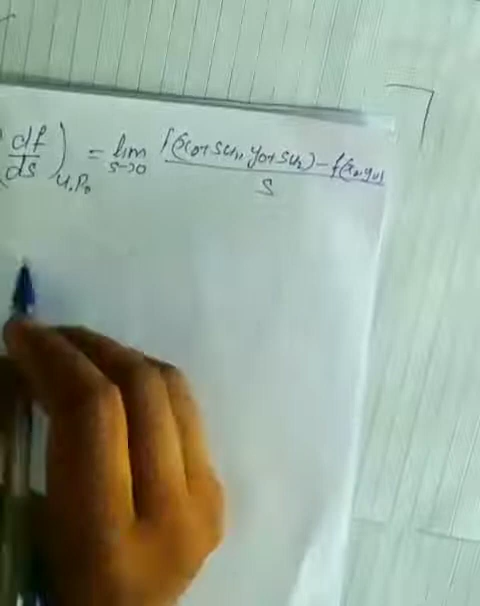 (df/ds)u,P₀ = lim s→0 f(x₀+su₁, y₀+su₂) − f(x₀,y₀) / s